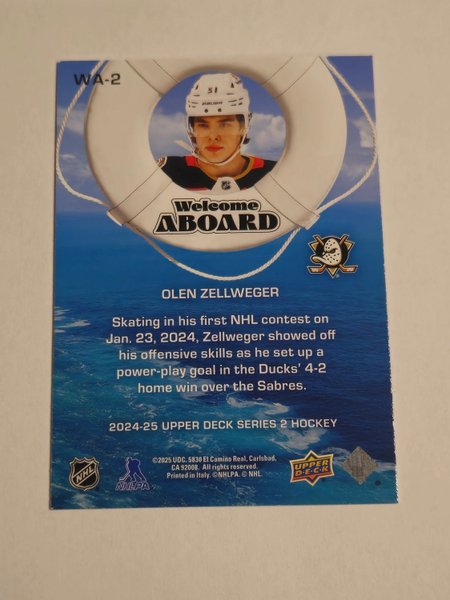 WA-2
51
Welcome
ABOARD
OLEN ZELLWEGER
Skating in his first NHL contest on
Jan. 23, 2024, Zellweger showed off
his offensive skills as he set up a
power-play goal in the Ducks' 4-2
home win over the Sabres.
2024-25 UPPER DECK SERIES 2 HOCKEY
©2025 UDC. 5830 El Camino Real, Carlsbad,
CA 92008. All rights reserved.
Printed in Italy. ©NHLPA. © NHL.
NHL
NHLPA
UPPER
DECK